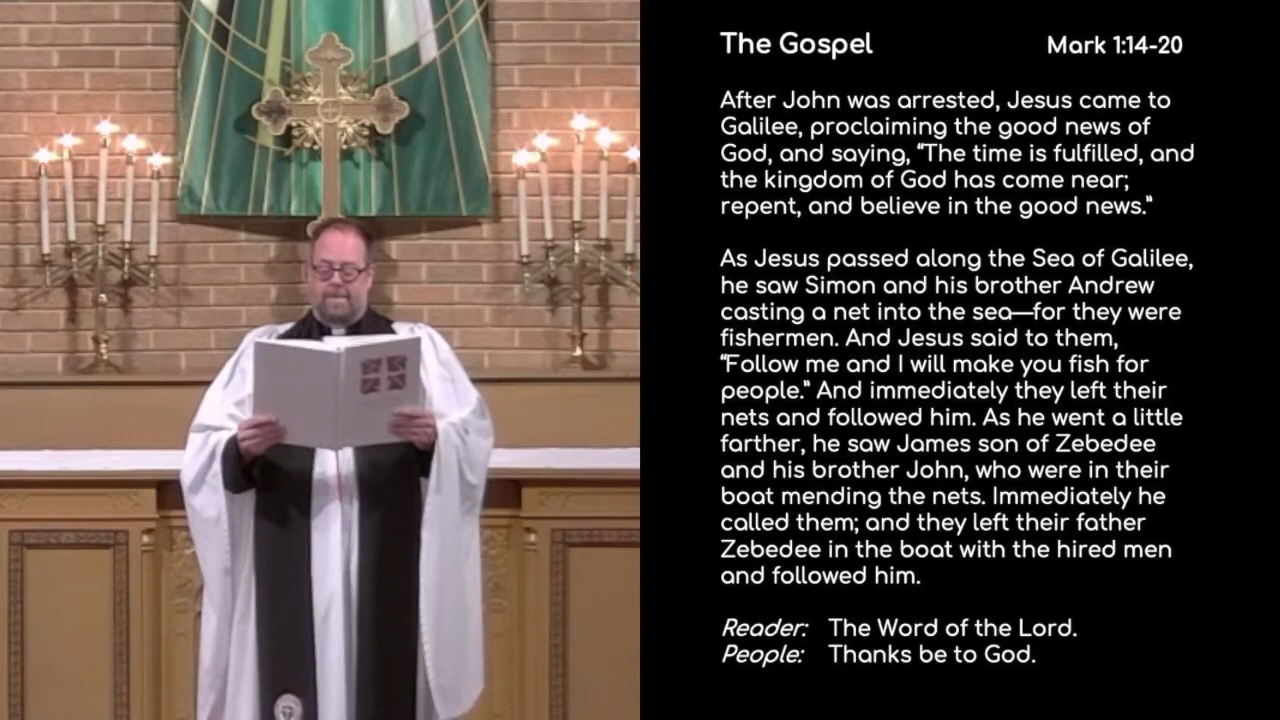 The Gospel Mark 1:14-20
After John was arrested, Jesus came to
Galilee, proclaiming the good news of
God, and saying, “The time is fulfilled, and
the kingdom of God has come near;
repent, and believe in the good news.”
As Jesus passed along the Sea of Galilee,
he saw Simon and his brother Andrew
casting a net into the sea—for they were
fishermen. And Jesus said to them,
“Follow me and I will make you fish for
people.” And immediately they left their
nets and followed him. As he went a little
farther, he saw James son of Zebedee
and his brother John, who were in their
boat mending the nets. Immediately he
called them; and they left their father
Zebedee in the boat with the hired men
and followed him.
Reader: The Word of the Lord.
People: Thanks be to God.